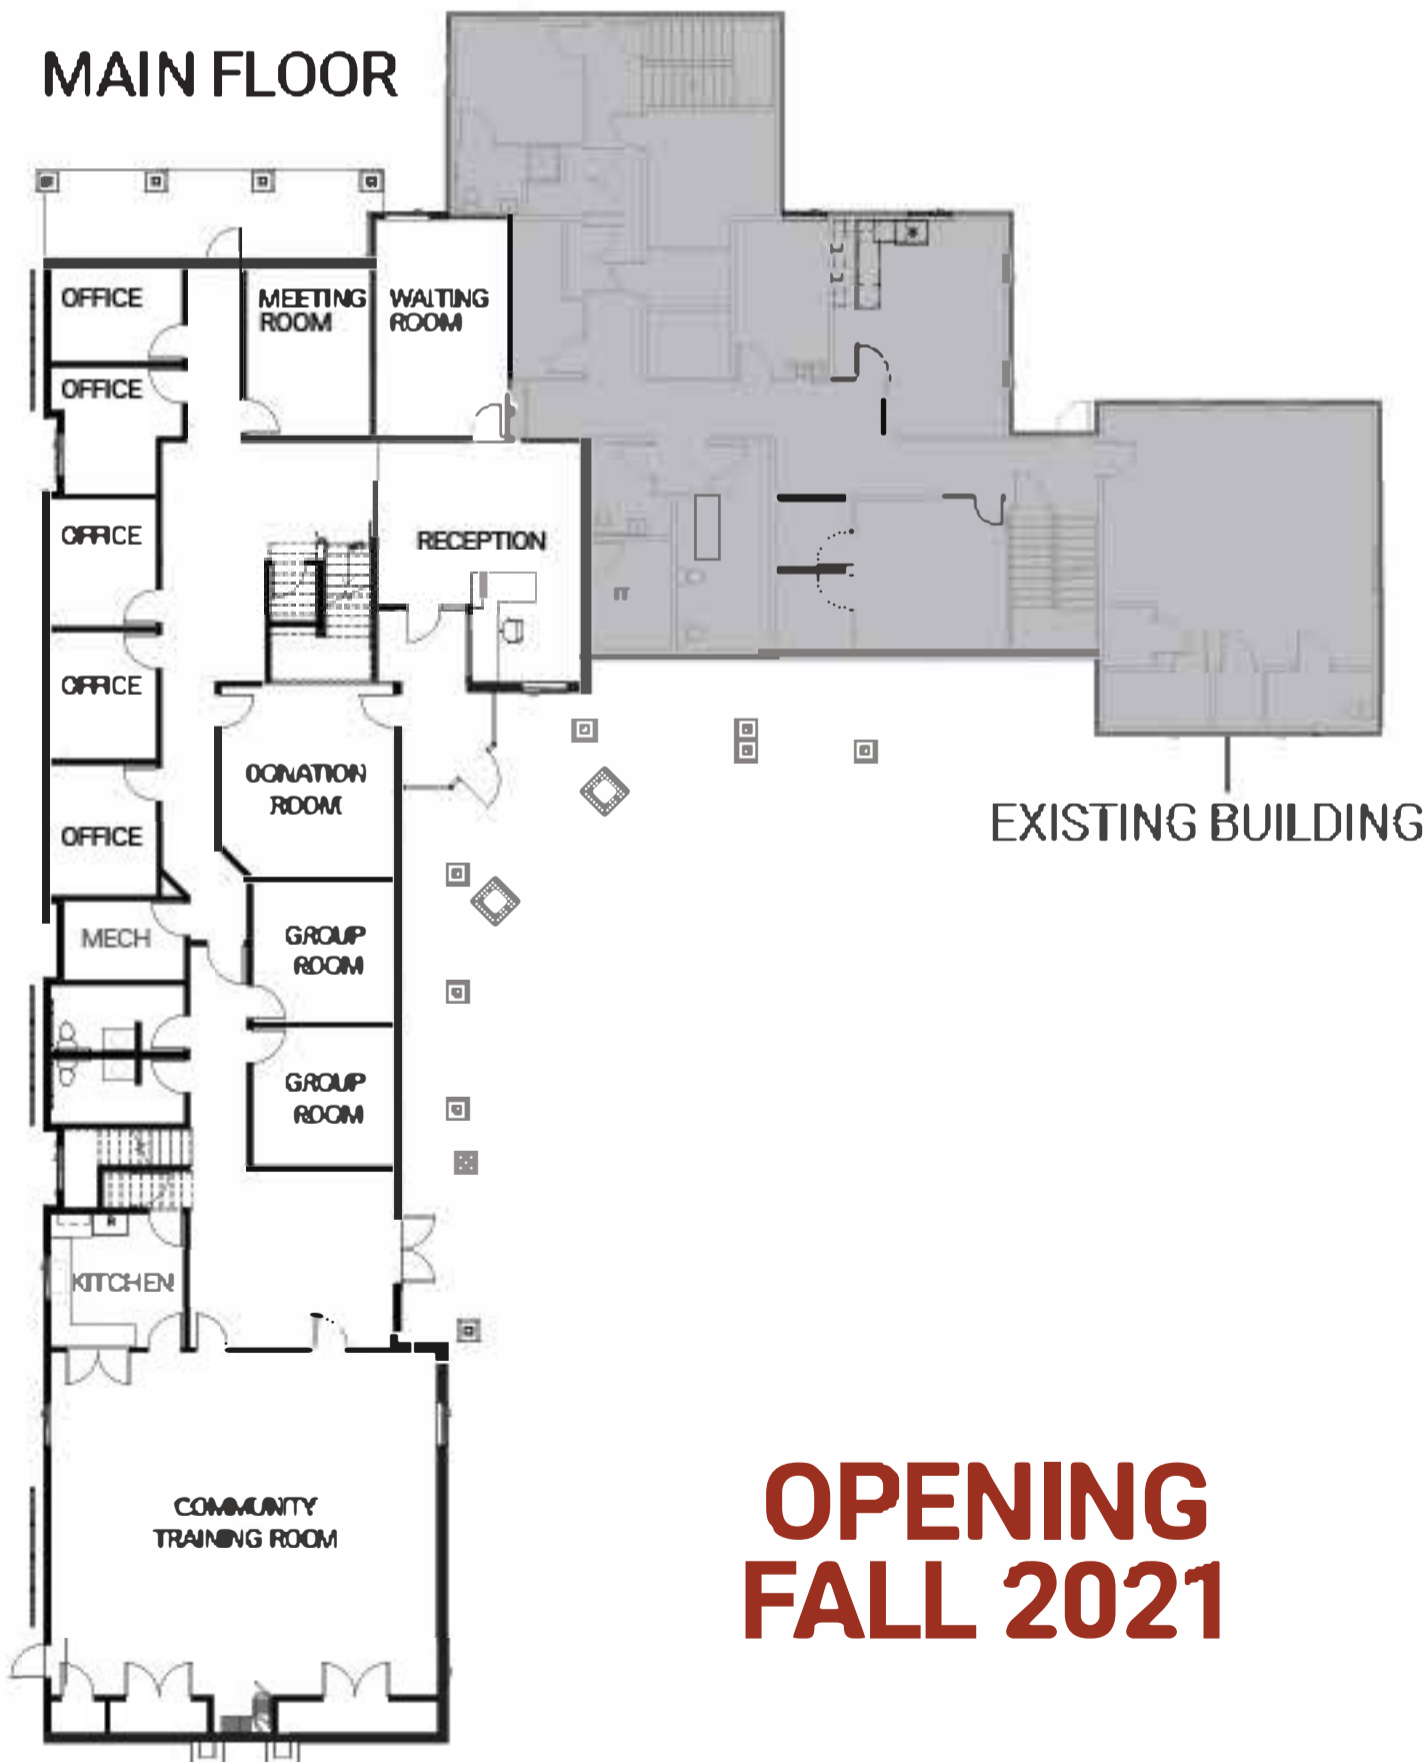 MAIN FLOOR
OFFICE
MEETING
ROOM
WAITING
ROOM
OFFICE
OFFICE
RECEPTION
IT
OFFICE
DONATION
ROOM
OFFICE
EXISTING BUILDING
MECH
GROUP
ROOM
GROUP
ROOM
KITCHEN
COMMUNITY
TRAINING ROOM
OPENING
FALL 2021